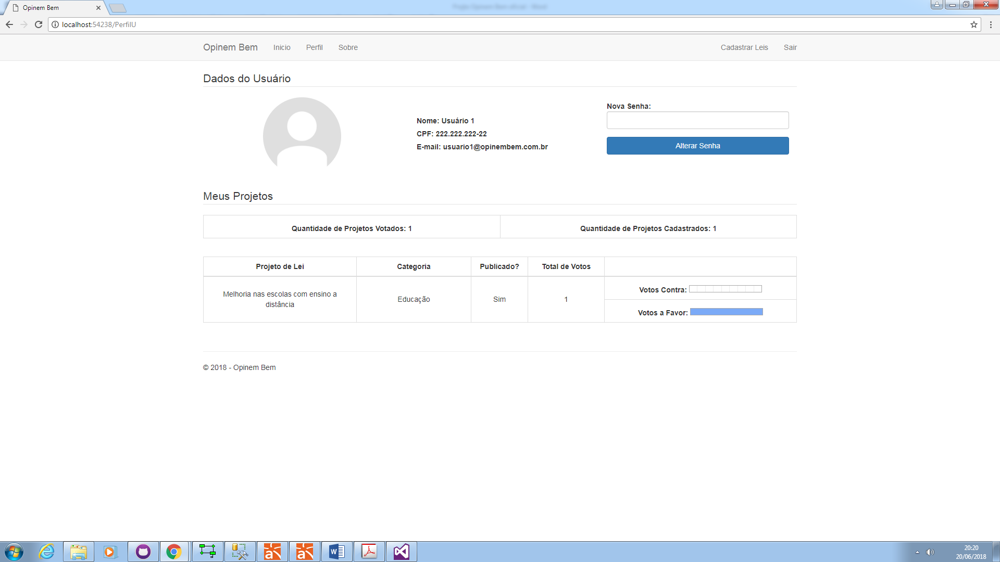 Opinem Bem
localhost:54238/PerfilU
Opinem Bem Inicio Perfil Sobre Cadastrar Leis Sair
Dados do Usuário
Nova Senha:
Nome: Usuário 1
CPF: 222.222.222-22
E-mail: usuario1@opinembem.com.br
Alterar Senha
Meus Projetos
Quantidade de Projetos Votados: 1 Quantidade de Projetos Cadastrados: 1
Projeto de Lei Categoria Publicado? Total de Votos
Melhoria nas escolas com ensino a
distância
Educação Sim 1
Votos Contra:
Votos a Favor:
© 2018 - Opinem Bem
20:20
20/06/2018